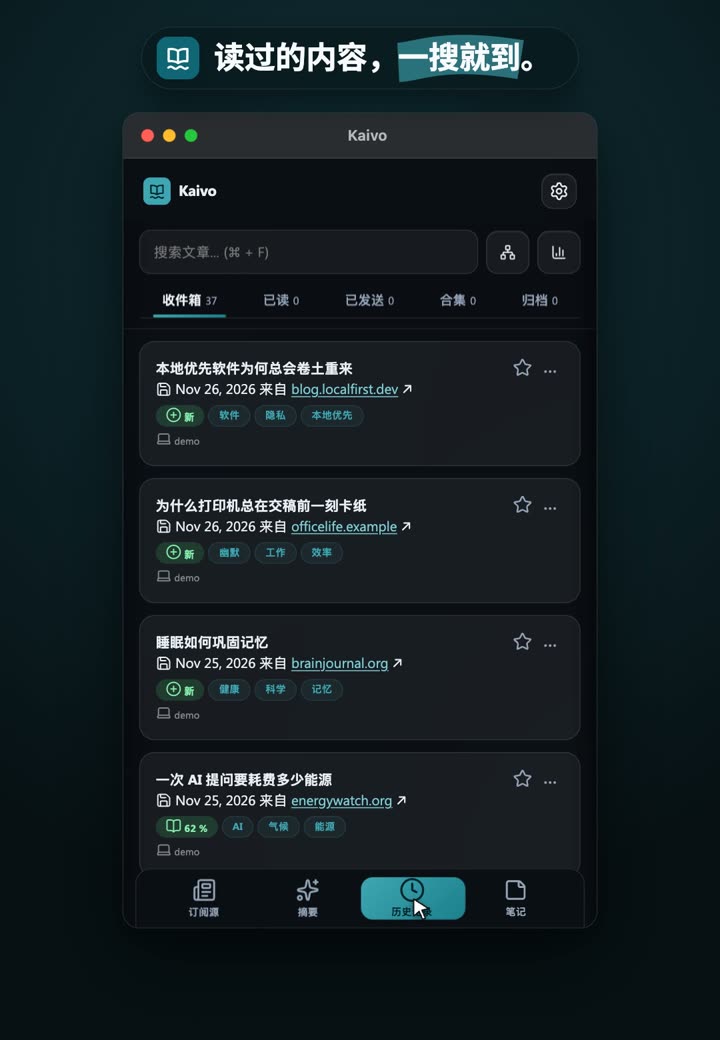 读过的内容，一搜就到。
Kaivo
Kaivo
搜索文章... (⌘ + F)
收件箱 37 已读 0 已发送 0 合集 0 归档 0
本地优先软件为何总会卷土重来
Nov 26, 2026 来自 blog.localfirst.dev ↗
新 软件 隐私 本地优先
demo
为什么打印机总在交稿前一刻卡纸
Nov 26, 2026 来自 officelife.example ↗
新 幽默 工作 效率
demo
睡眠如何巩固记忆
Nov 25, 2026 来自 brainjournal.org ↗
新 健康 科学 记忆
demo
一次 AI 提问要耗费多少能源
Nov 25, 2026 来自 energywatch.org ↗
62 % AI 气候 能源
demo
订阅源 摘要 历史 笔记